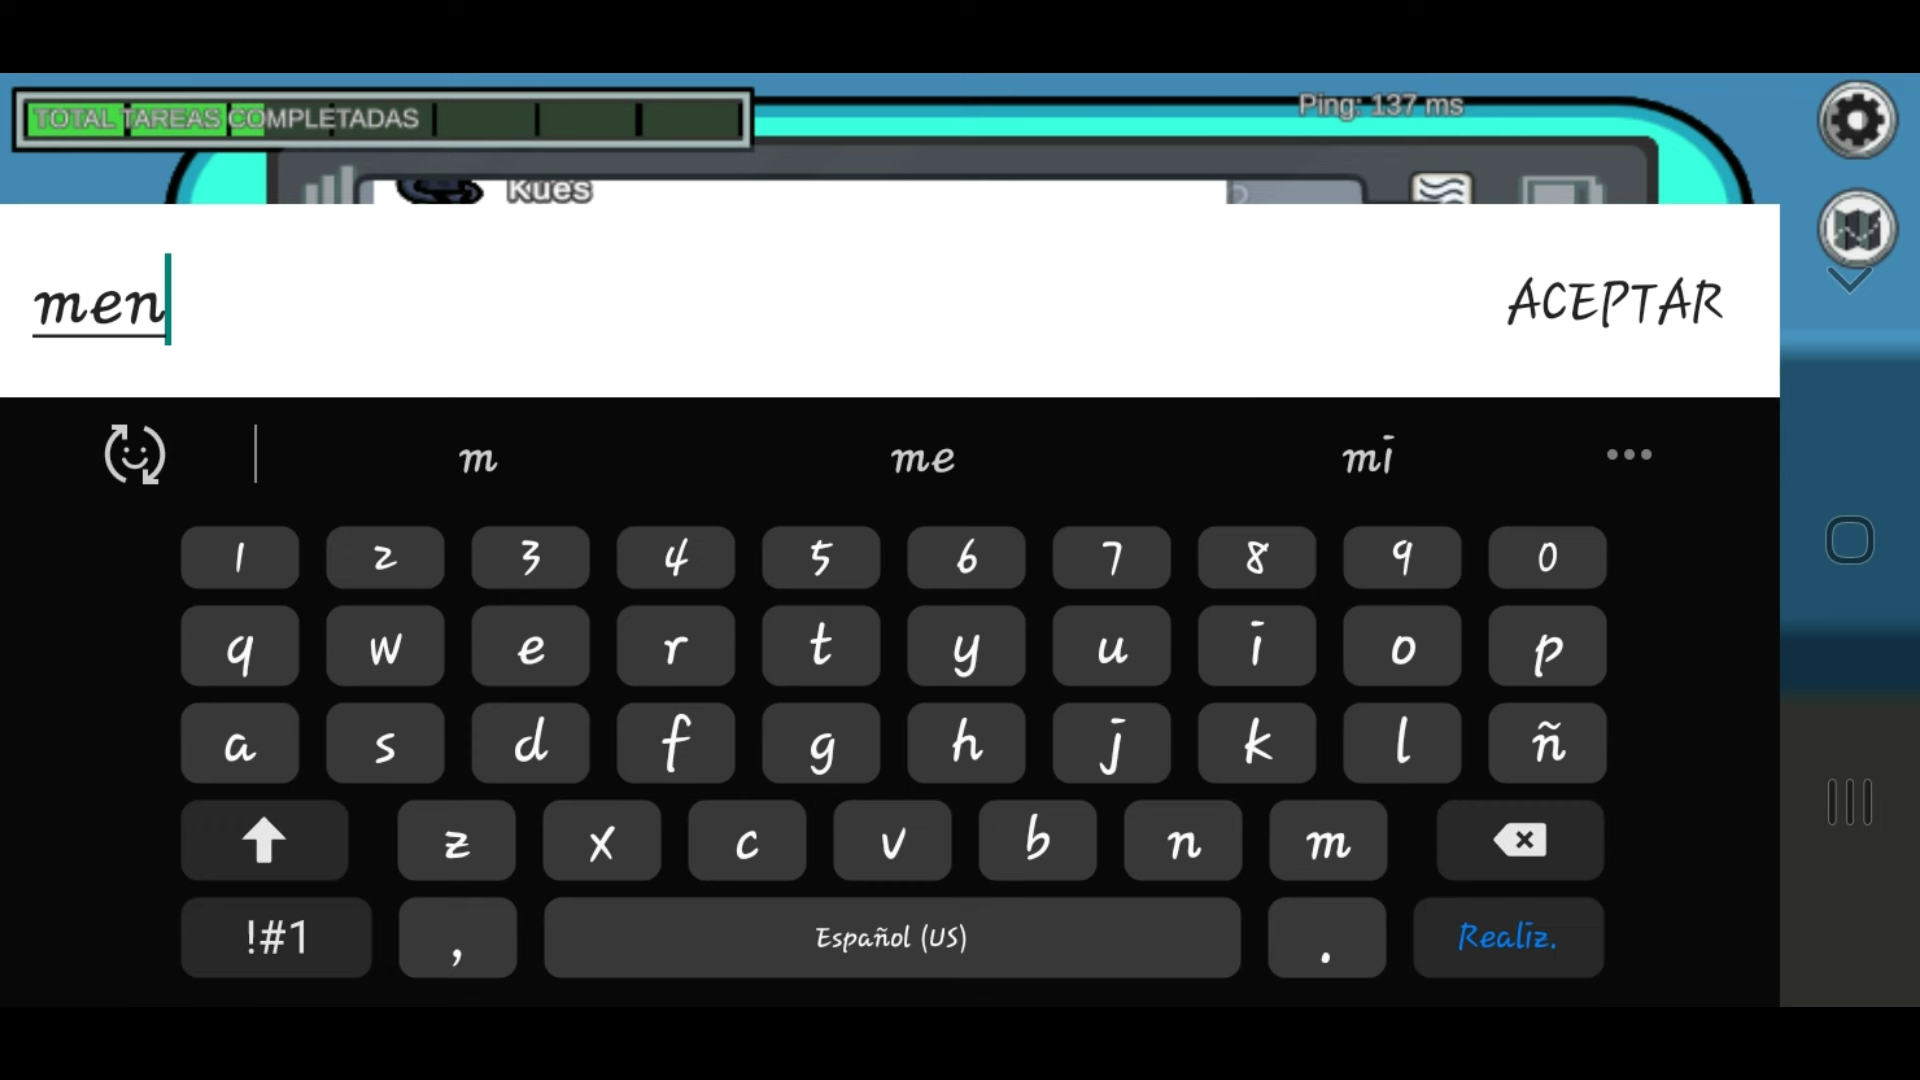 TOTAL TAREAS COMPLETADAS
Ping: 137 ms
Kues
men
ACEPTAR
m me mi
1 2 3 4 5 6 7 8 9 0
q w e r t y u i o p
a s d f g h j k l ñ
z x c v b n m
!#1 , Español (US) . Realiz.